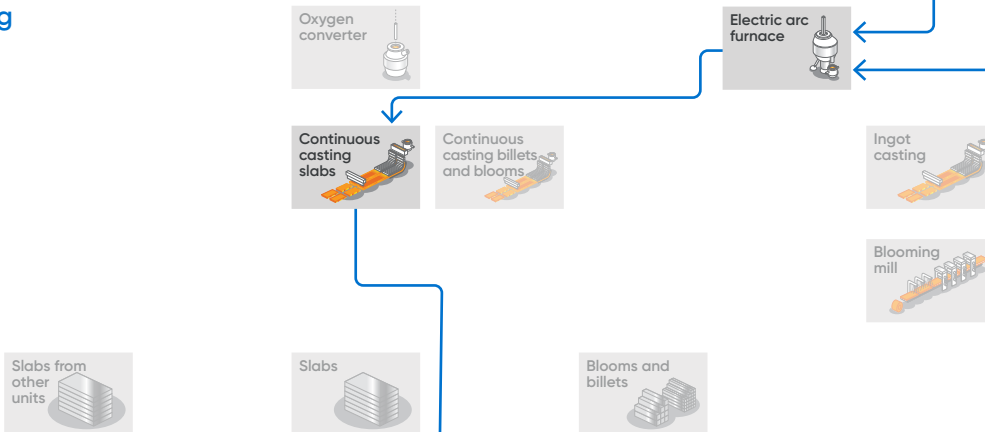 g
Oxygen
converter
Electric arc
furnace
Continuous
casting
slabs
Continuous
casting billets
and blooms
Ingot
casting
Blooming
mill
Slabs from
other
units
Slabs
Blooms and
billets